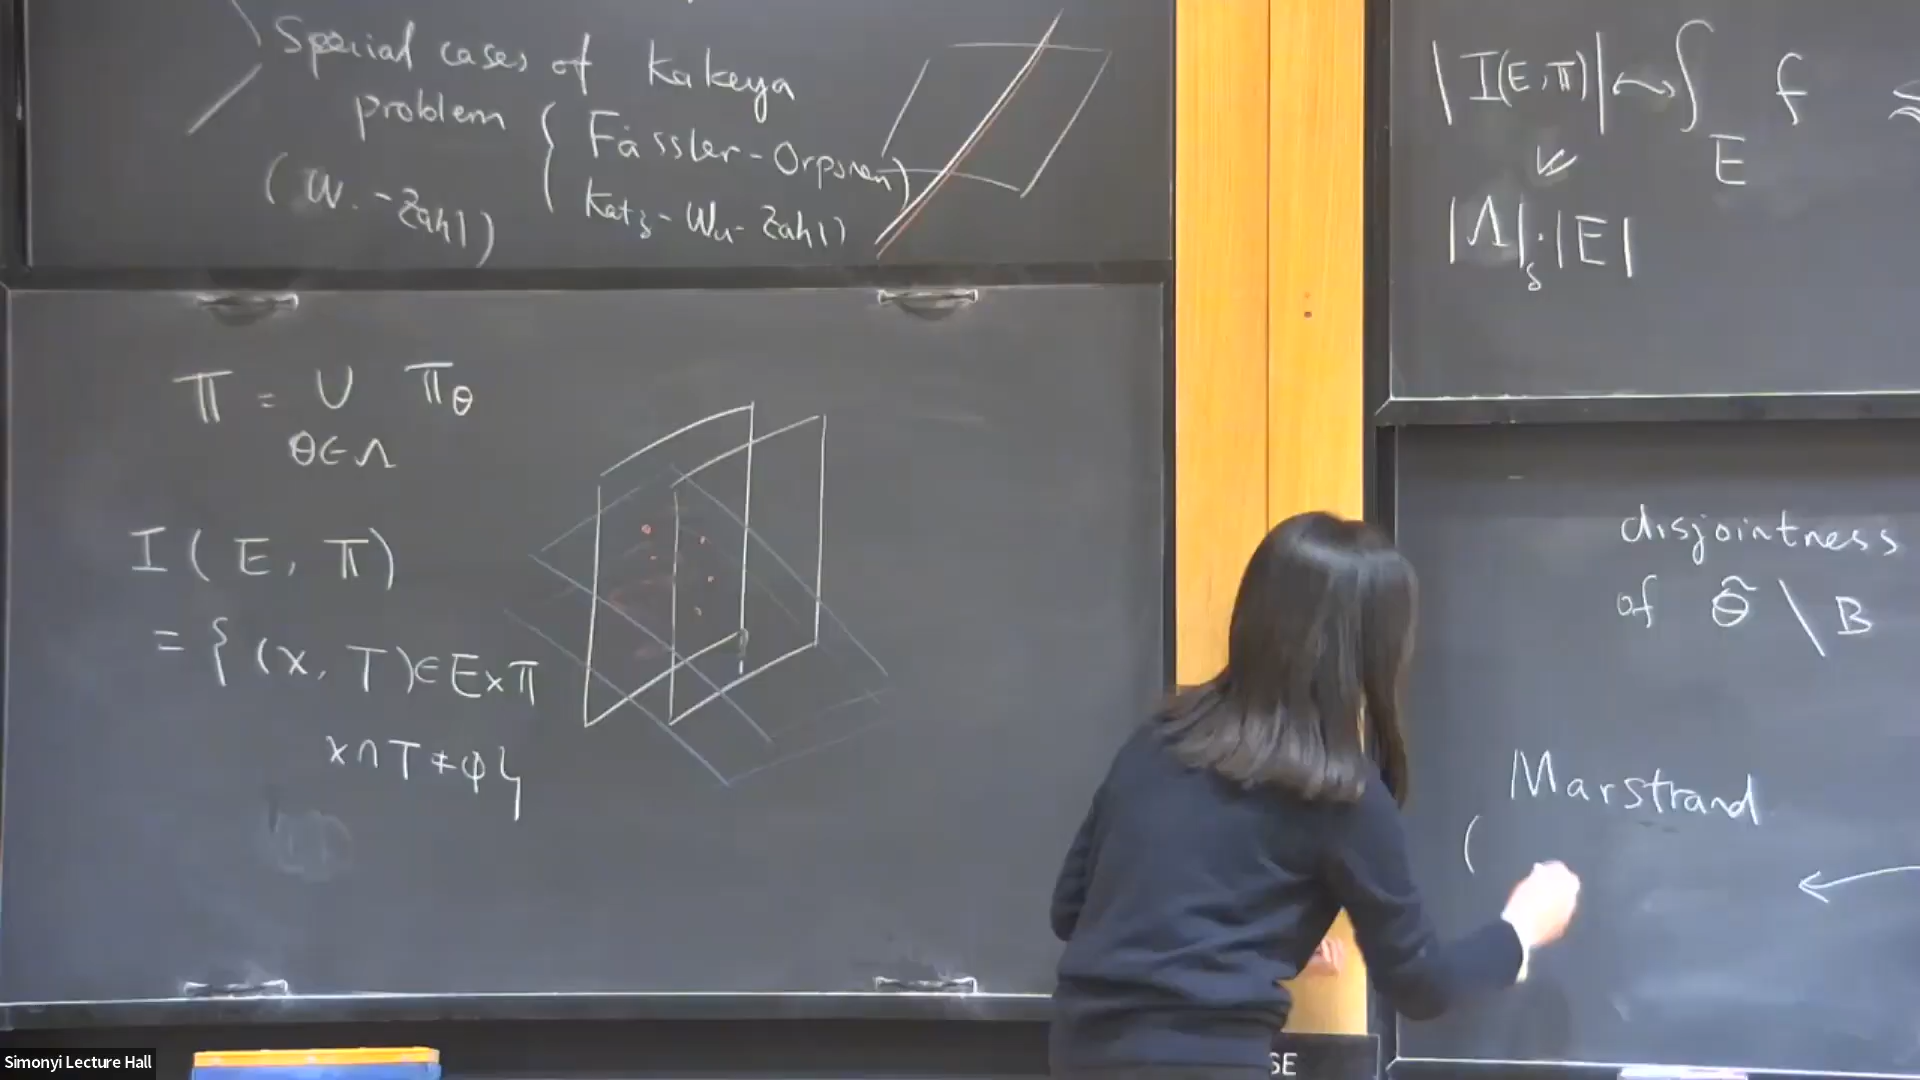 Special cases of Kakeya
problem { Fässler-Orponen)
(W.-Zahl) Katz-Wu-Zahl)
π = ∪ π_θ
θ∈Λ
I(E, π)
= {(x, T)∈E×π
x∩T≠φ}
|I(E,π)| ↭ ∫_E f ≲
|Λ|_δ·|E|
disjointness
of θ̃ \ B
Marstrand
(
Simonyi Lecture Hall
SE